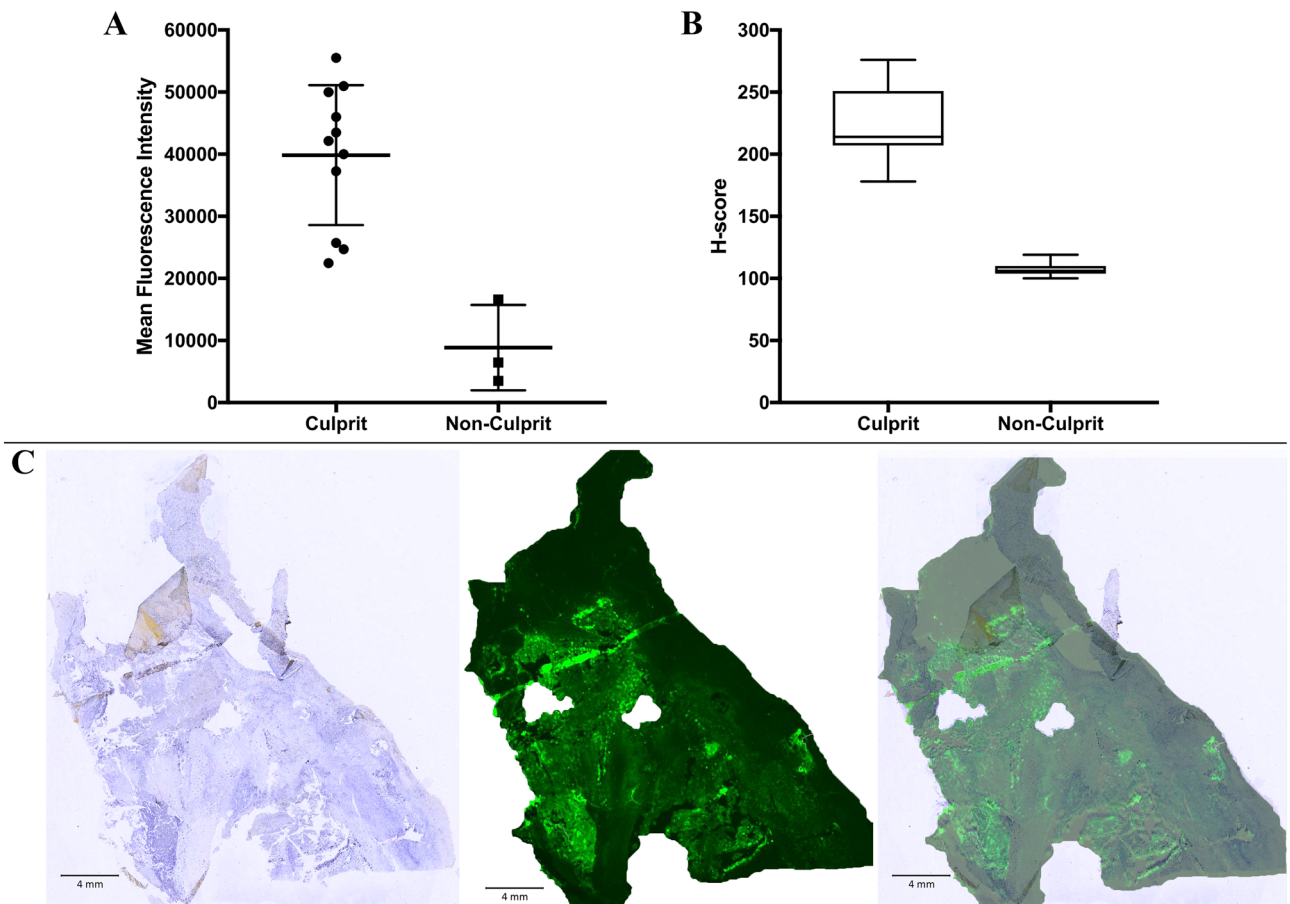 A
Mean Fluorescence Intensity
60000
50000
40000
30000
20000
10000
0
Culprit
Non-Culprit
B
H-score
300
250
200
150
100
50
0
Culprit
Non-Culprit
C
4 mm
4 mm
4 mm